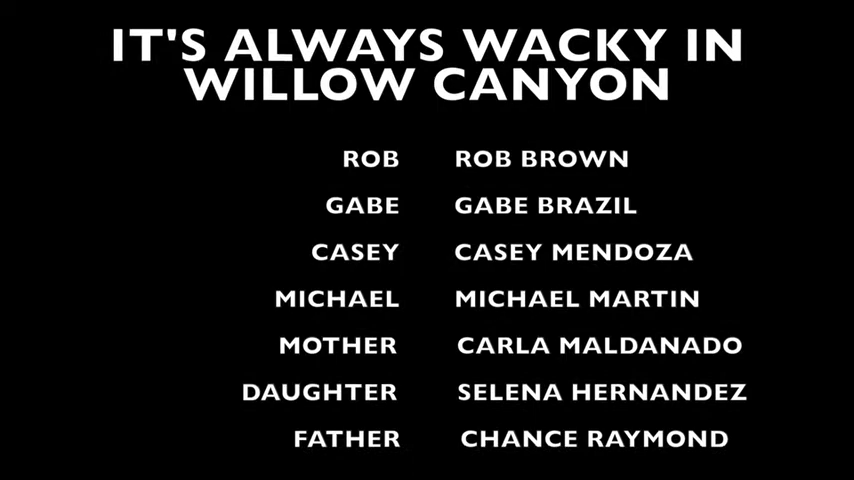 IT'S ALWAYS WACKY IN
WILLOW CANYON
ROB ROB BROWN
GABE GABE BRAZIL
CASEY CASEY MENDOZA
MICHAEL MICHAEL MARTIN
MOTHER CARLA MALDANADO
DAUGHTER SELENA HERNANDEZ
FATHER CHANCE RAYMOND